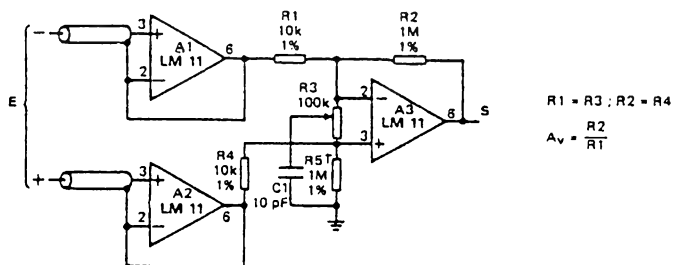 E
−
3
+
A1
LM 11
2
−
6
R1
10k
1%
R2
1M
1%
R3
100k
2
−
A3
LM 11
3
+
6
S
R1 = R3 ; R2 = R4
Av = R2
R1
R4
10k
1%
R5T
1M
1%
C1
10 pF
+
3
+
A2
LM 11
2
−
6